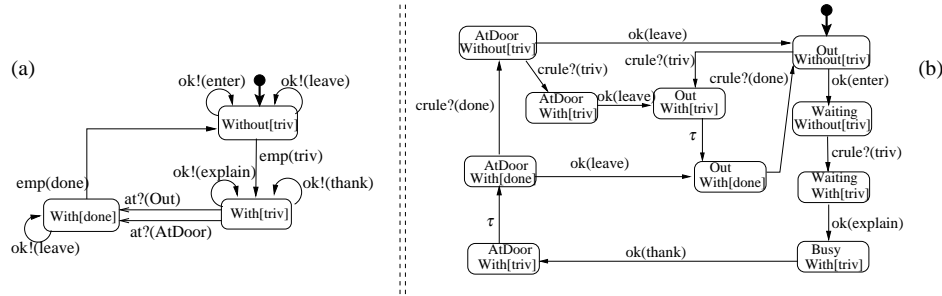 (a)
ok!(enter)
ok!(leave)
Without[triv]
emp(triv)
ok!(explain)
ok!(thank)
emp(done)
at?(Out)
With[done]
With[triv]
at?(AtDoor)
ok!(leave)
(b)
AtDoor
Without[triv]
ok(leave)
Out
Without[triv]
crule?(triv)
crule?(triv)
crule?(done)
ok(enter)
crule?(done)
AtDoor
With[triv]
ok(leave)
Out
With[triv]
Waiting
Without[triv]
τ
crule?(triv)
AtDoor
With[done]
ok(leave)
Out
With[done]
Waiting
With[triv]
τ
ok(explain)
AtDoor
With[triv]
ok(thank)
Busy
With[triv]